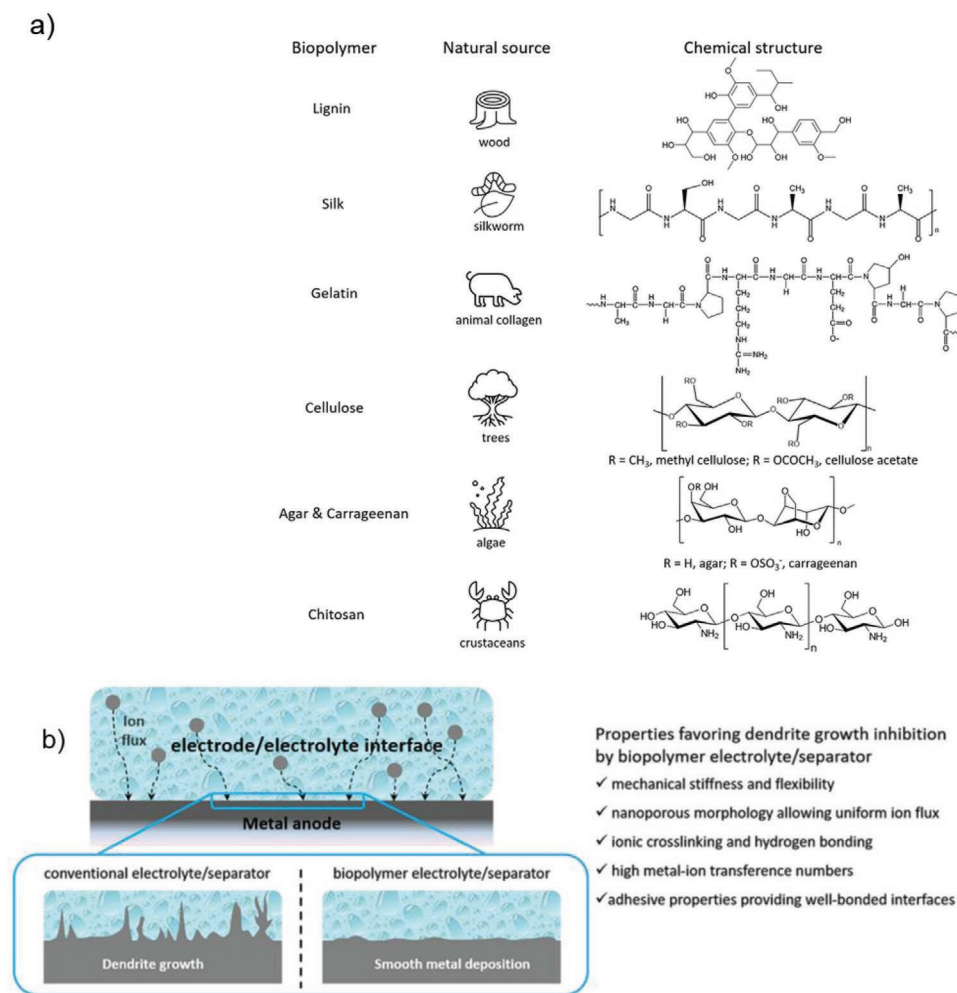 a)
Biopolymer Natural source Chemical structure
Lignin
wood
Silk
silkworm
Gelatin
animal collagen
Cellulose
trees
R = CH₃, methyl cellulose; R = OCOCH₃, cellulose acetate
Agar & Carrageenan
algae
R = H, agar; R = OSO₃⁻, carrageenan
Chitosan
crustaceans
b)
Ion
flux
electrode/electrolyte interface
Metal anode
conventional electrolyte/separator
biopolymer electrolyte/separator
Dendrite growth
Smooth metal deposition
Properties favoring dendrite growth inhibition
by biopolymer electrolyte/separator
✓ mechanical stiffness and flexibility
✓ nanoporous morphology allowing uniform ion flux
✓ ionic crosslinking and hydrogen bonding
✓ high metal-ion transference numbers
✓ adhesive properties providing well-bonded interfaces